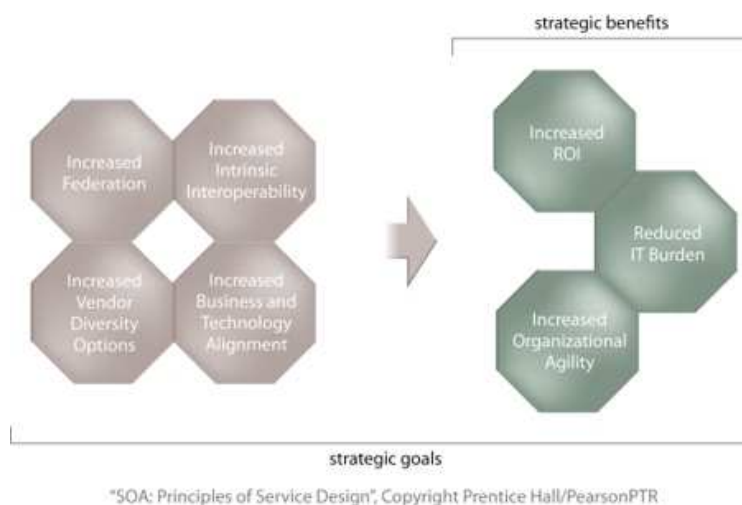 strategic benefits
Increased
Federation
Increased
Intrinsic
Interoperability
Increased
Vendor
Diversity
Options
Increased
Business and
Technology
Alignment
Increased
ROI
Reduced
IT Burden
Increased
Organizational
Agility
strategic goals
"SOA: Principles of Service Design", Copyright Prentice Hall/PearsonPTR